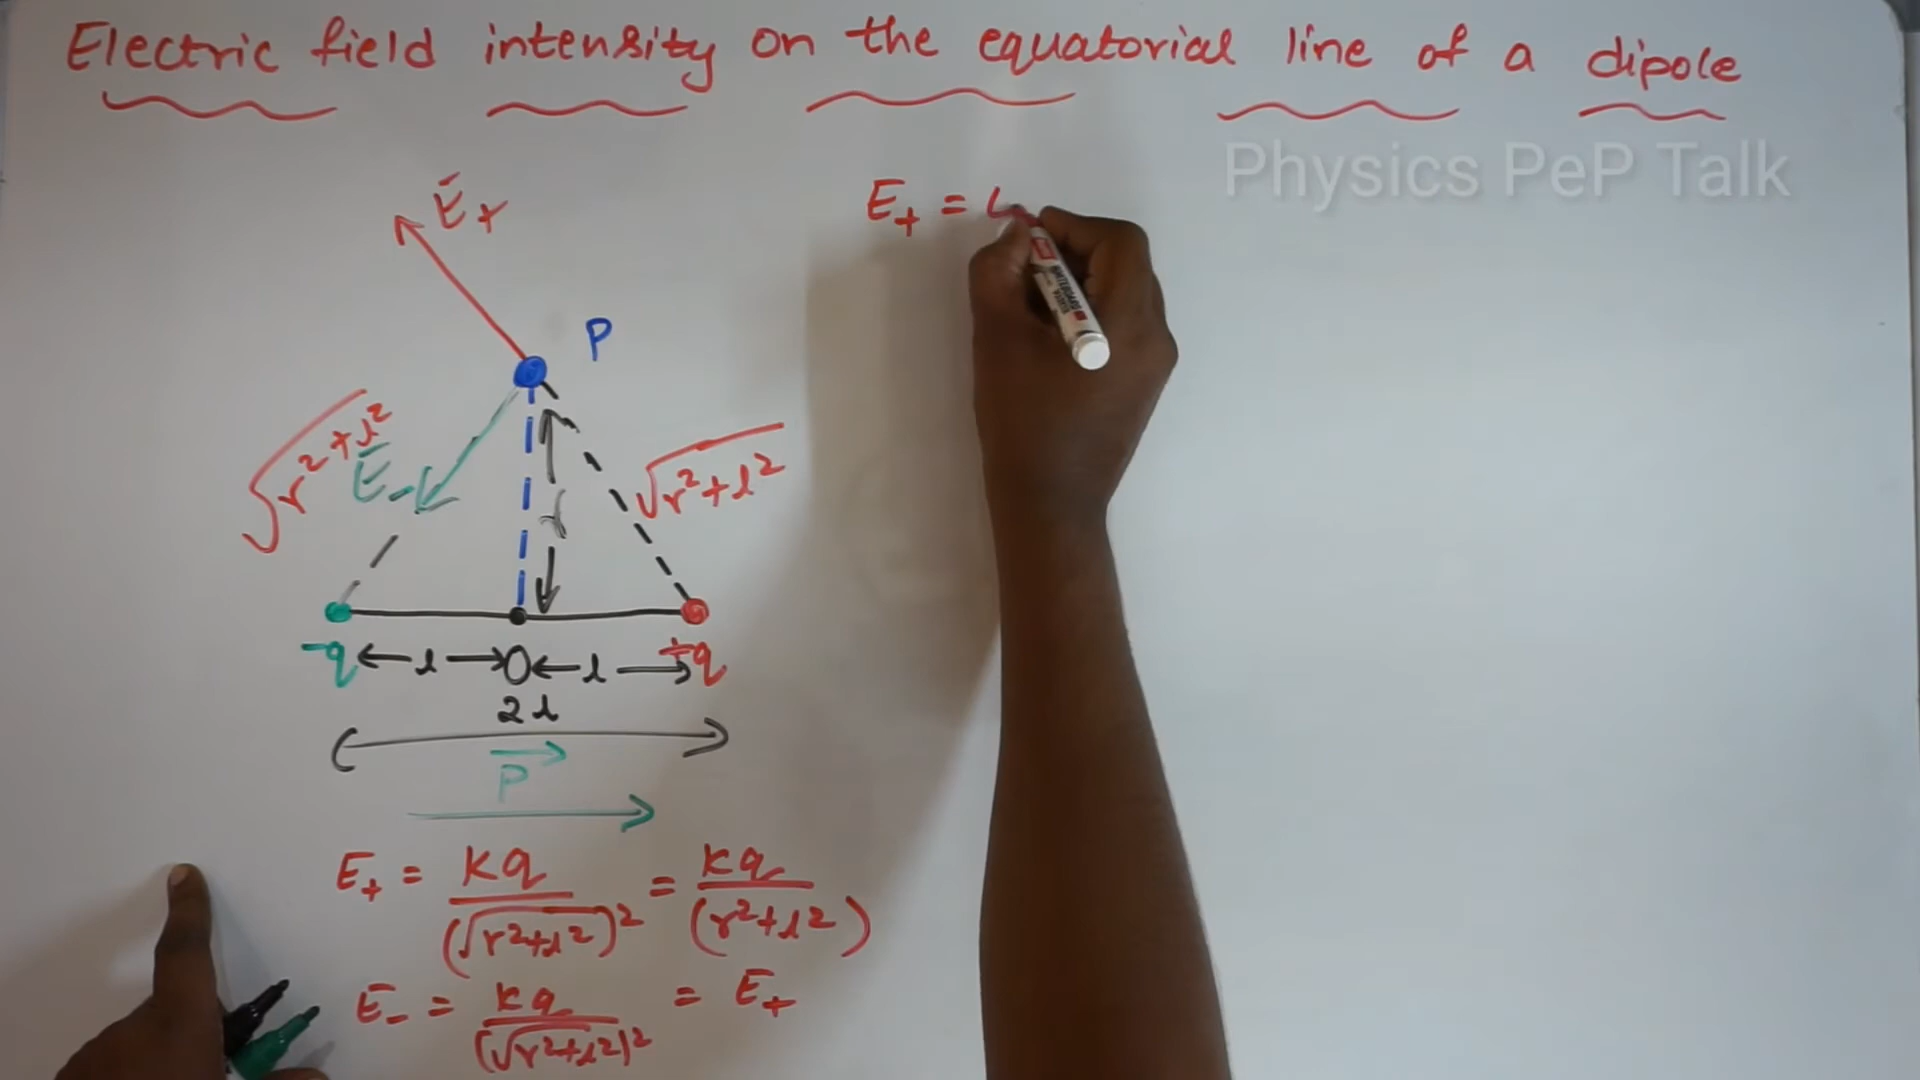 Electric field intensity on the equatorial line of a dipole
Physics PeP Talk
E₊ =
E̅₊
P
√r²+l²
E̅₋
r
√r²+l²
-q ← l → O ← l → +q
2l
P⃗
E₊ = Kq/(√r²+l²)² = Kq/(r²+l²)
E₋ = Kq/(√r²+l²)² = E₊